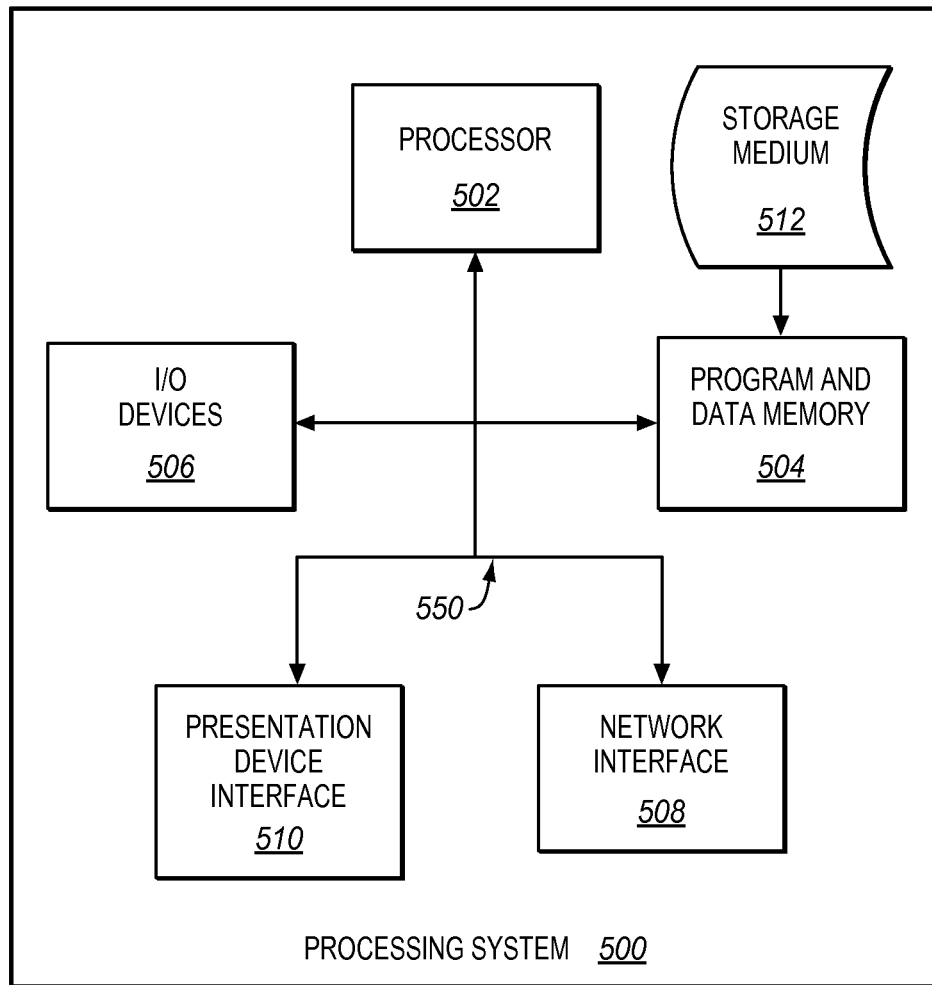 PROCESSOR
502
STORAGE
MEDIUM
512
I/O
DEVICES
506
PROGRAM AND
DATA MEMORY
504
550
PRESENTATION
DEVICE
INTERFACE
510
NETWORK
INTERFACE
508
PROCESSING SYSTEM 500